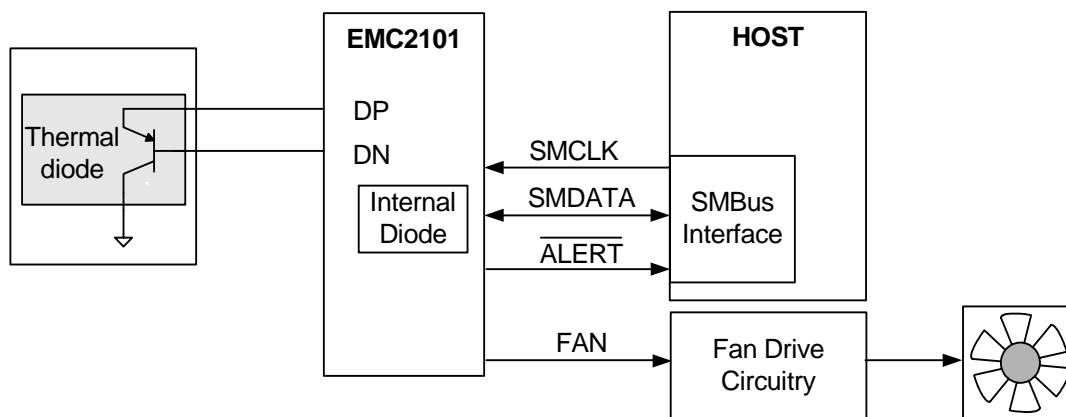 EMC2101
HOST
DP
DN
Thermal
diode
Internal
Diode
SMCLK
SMDATA
ALERT
SMBus
Interface
FAN
Fan Drive
Circuitry